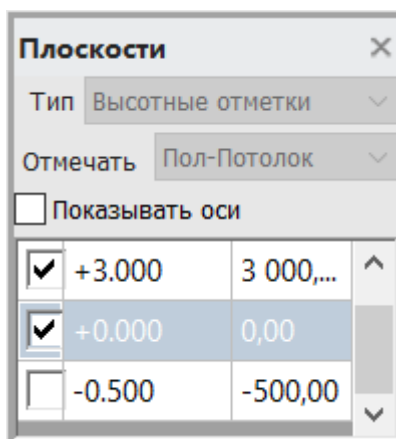 Плоскости
Тип Высотные отметки
Отмечать Пол-Потолок
Показывать оси
+3.000 3 000,...
+0.000 0,00
-0.500 -500,00